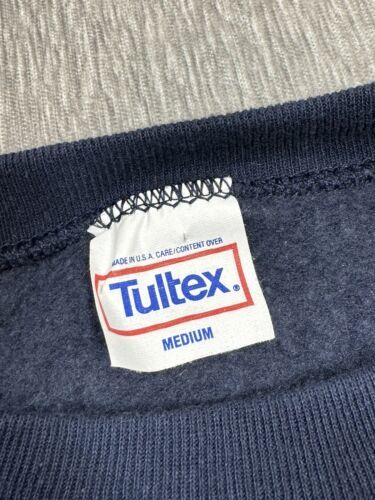 MADE IN U.S.A. CARE/CONTENT OVER
Tultex®
MEDIUM